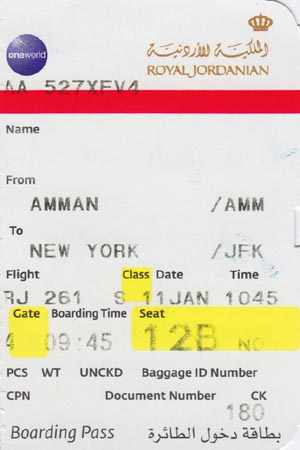 oneworld
الملكية الأردنية
ROYAL JORDANIAN
AA 527XFV4
Name
From
AMMAN /AMM
To
NEW YORK /JFK
Flight Class Date Time
RJ 261 S 11JAN 1045
Gate Boarding Time Seat
4 09:45 12B NO
PCS WT UNCKD Baggage ID Number
CPN Document Number CK
180
Boarding Pass بطاقة دخول الطائرة